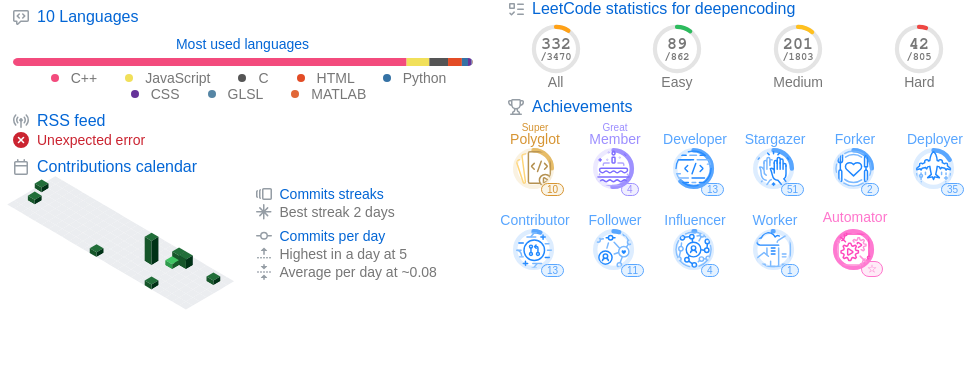 10 Languages
Most used languages
C++ JavaScript C HTML Python
CSS GLSL MATLAB
RSS feed
Unexpected error
Contributions calendar
Commits streaks
Best streak 2 days
Commits per day
Highest in a day at 5
Average per day at ~0.08
LeetCode statistics for deepencoding
332 89 201 42
/3470 /862 /1803 /805
All Easy Medium Hard
Achievements
Super Great
Polyglot Member Developer Stargazer Forker Deployer
10 4 13 51 2 35
Contributor Follower Influencer Worker Automator
13 11 4 1